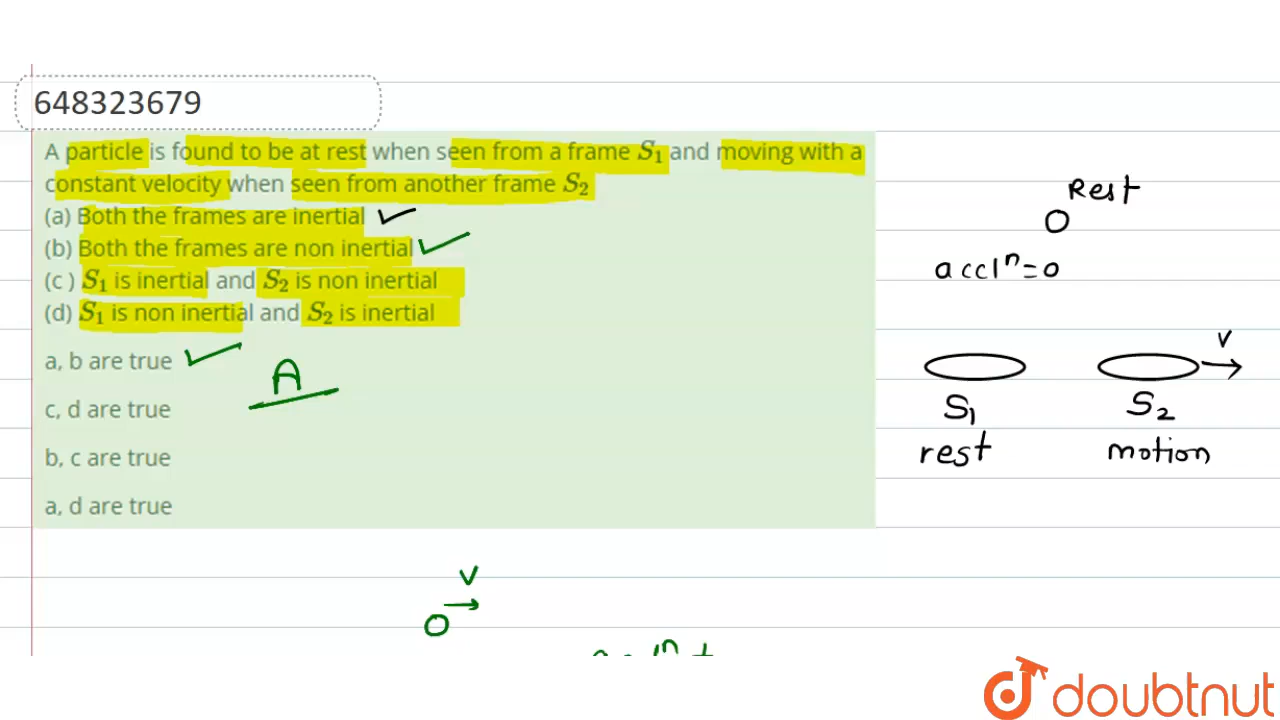 648323679
A particle is found to be at rest when seen from a frame S₁ and moving with a
constant velocity when seen from another frame S₂
(a) Both the frames are inertial
(b) Both the frames are non inertial
(c ) S₁ is inertial and S₂ is non inertial
(d) S₁ is non inertial and S₂ is inertial
a, b are true
A
c, d are true
b, c are true
a, d are true
Rest
acclⁿ=0
V
S₁
S₂
rest
motion
V
doubtnut